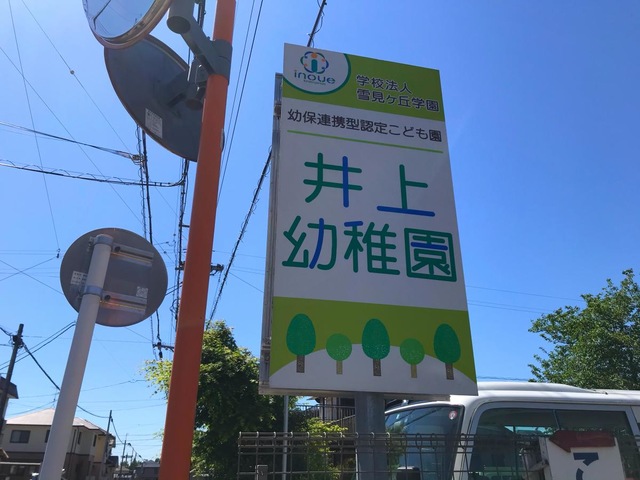 inoue
学校法人
雪見ヶ丘学園
幼保連携型認定こども園
井上
幼稚園